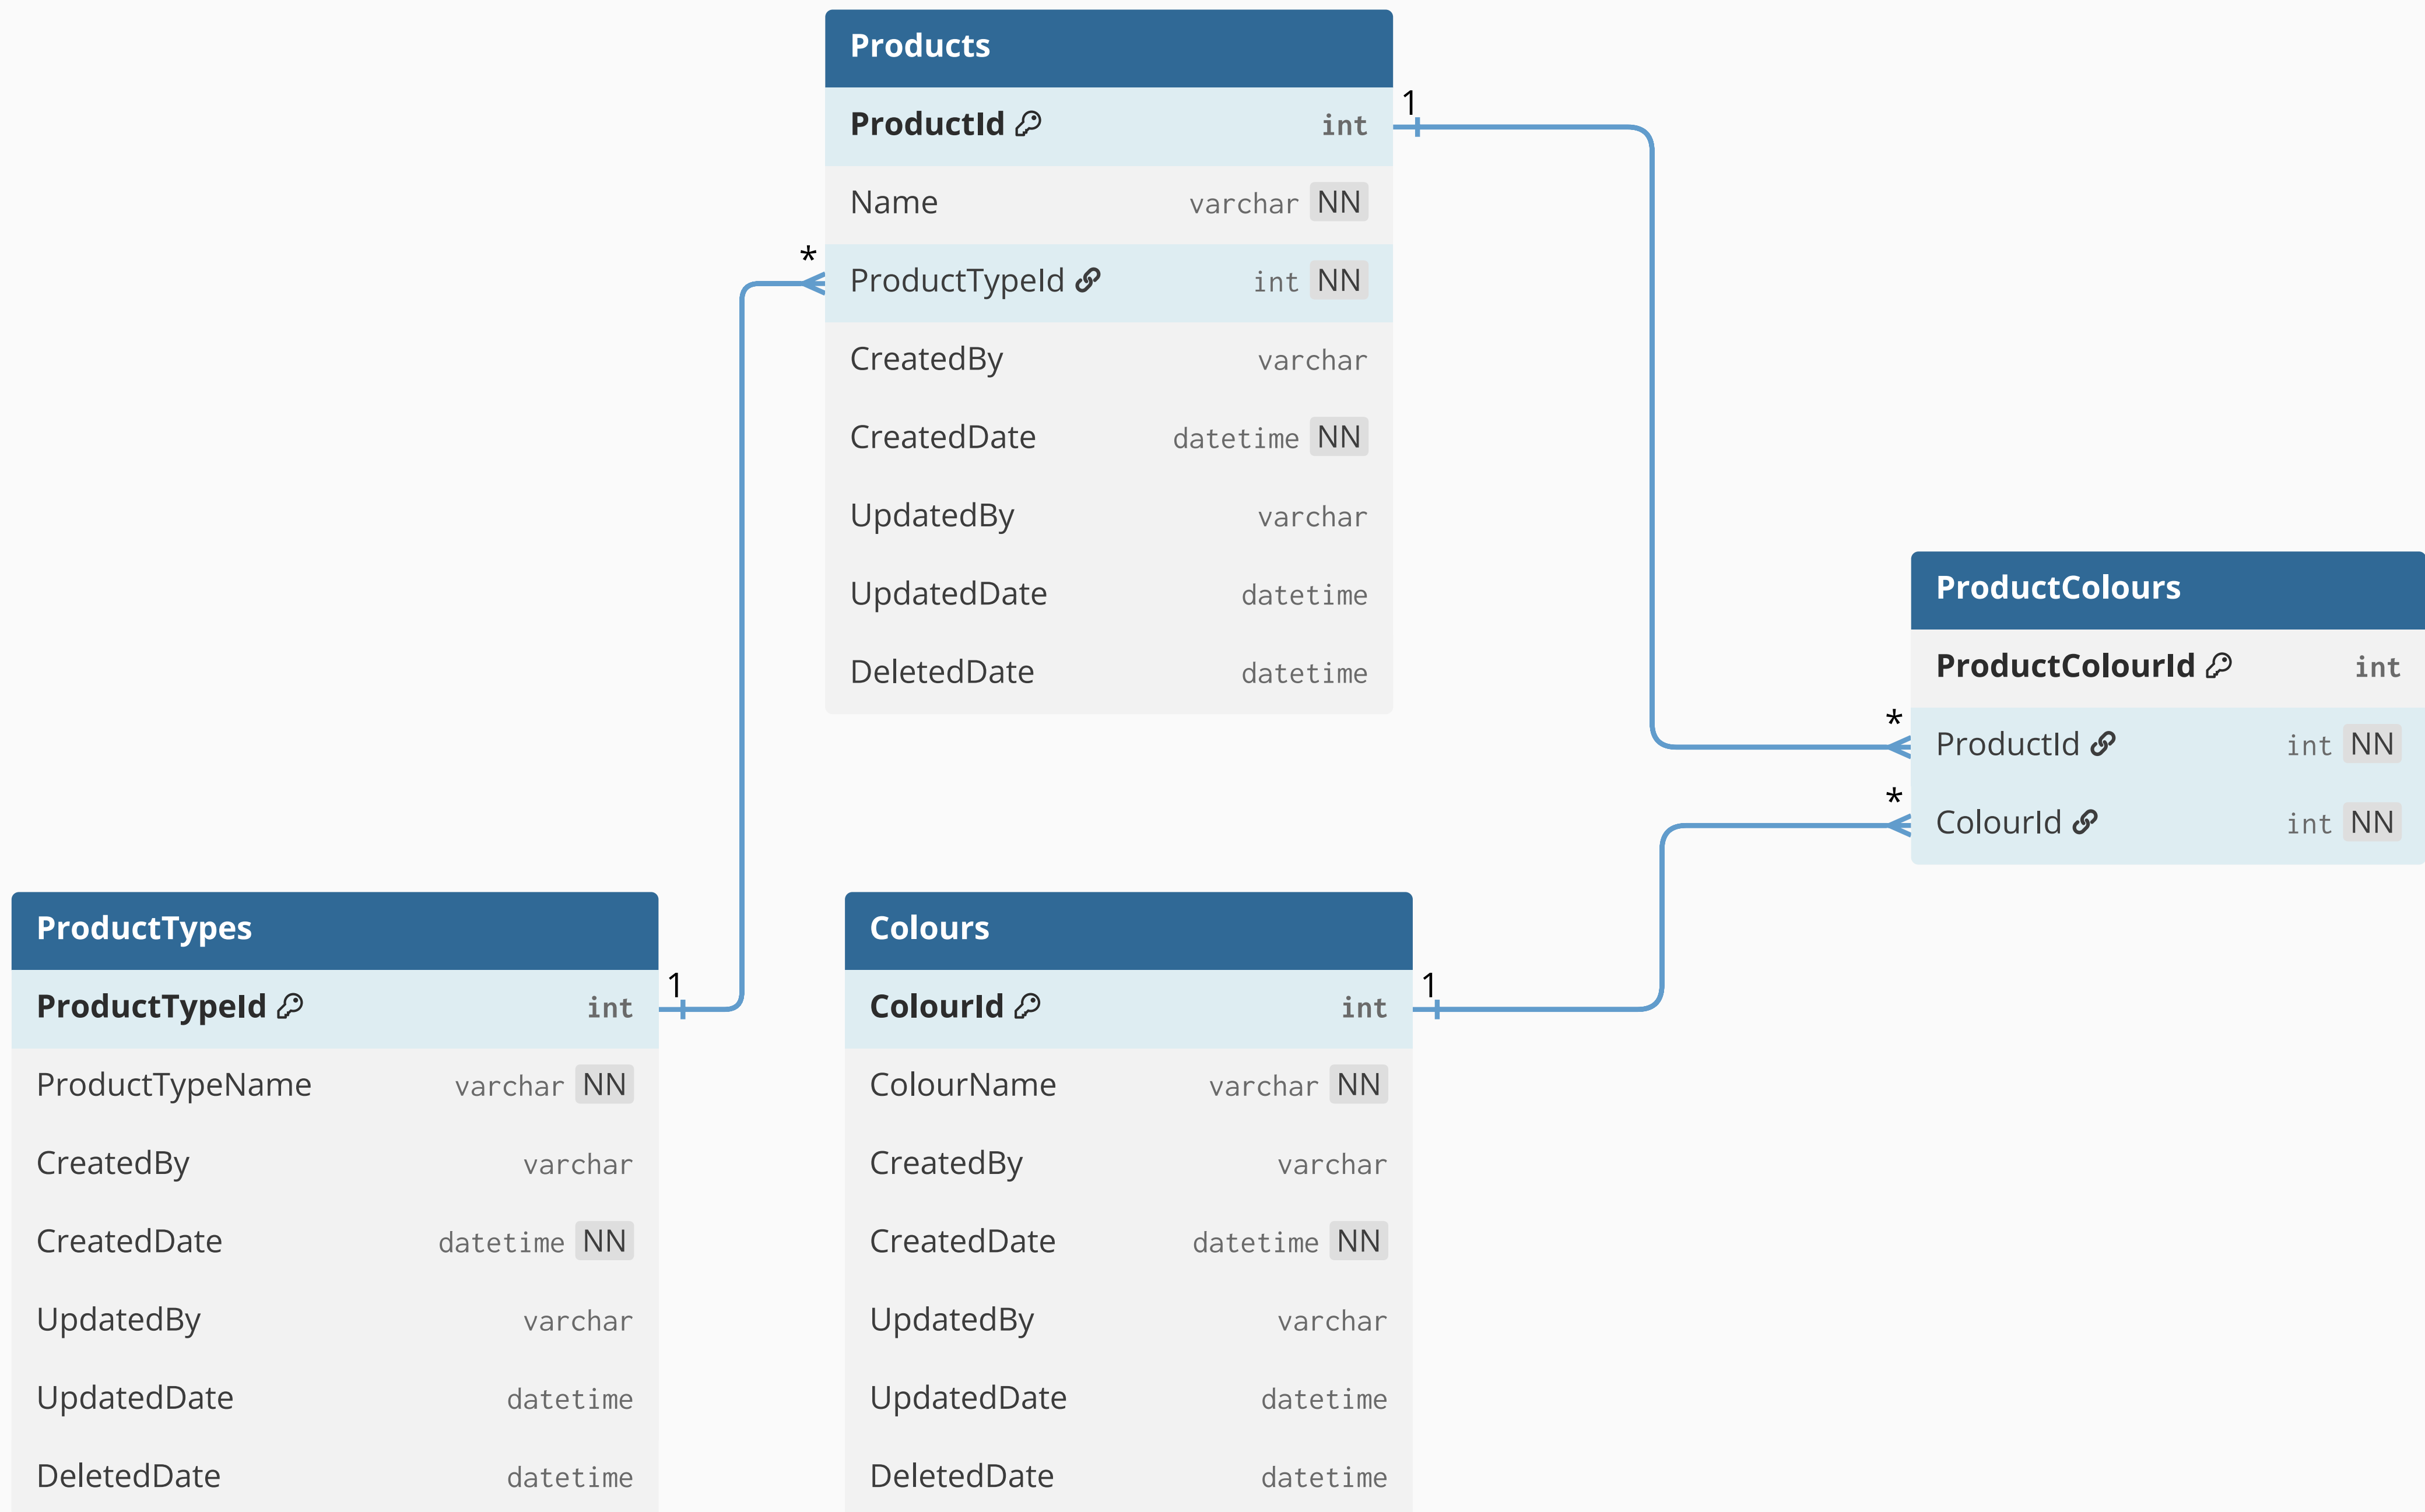 Products
ProductId int
Name varchar NN
ProductTypeId int NN
CreatedBy varchar
CreatedDate datetime NN
UpdatedBy varchar
UpdatedDate datetime
DeletedDate datetime
1
*
ProductColours
ProductColourId int
ProductId int NN
ColourId int NN
*
*
ProductTypes
ProductTypeId int
ProductTypeName varchar NN
CreatedBy varchar
CreatedDate datetime NN
UpdatedBy varchar
UpdatedDate datetime
DeletedDate datetime
1
Colours
ColourId int
ColourName varchar NN
CreatedBy varchar
CreatedDate datetime NN
UpdatedBy varchar
UpdatedDate datetime
DeletedDate datetime
1